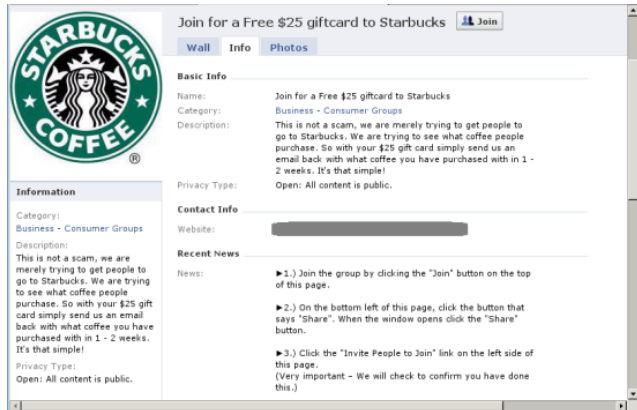 STARBUCKS
COFFEE
®
Join for a Free $25 giftcard to Starbucks
Join
Wall Info Photos
Basic Info
Name: Join for a Free $25 giftcard to Starbucks
Category: Business - Consumer Groups
Description: This is not a scam, we are merely trying to get people to
go to Starbucks. We are trying to see what coffee people
purchase. So with your $25 gift card simply send us an
email back with what coffee you have purchased with in 1 -
2 weeks. It's that simple!
Privacy Type: Open: All content is public.
Contact Info
Website:
Recent News
News: ►1.) Join the group by clicking the "Join" button on the top
of this page.
►2.) On the bottom left of this page, click the button that
says "Share". When the window opens click the "Share"
button.
►3.) Click the "Invite People to Join" link on the left side of
this page.
(Very important – We will check to confirm you have done
this.)
Information
Category:
Business - Consumer Groups
Description:
This is not a scam, we are
merely trying to get people to
go to Starbucks. We are trying
to see what coffee people
purchase. So with your $25 gift
card simply send us an email
back with what coffee you have
purchased with in 1 - 2 weeks.
It's that simple!
Privacy Type:
Open: All content is public.